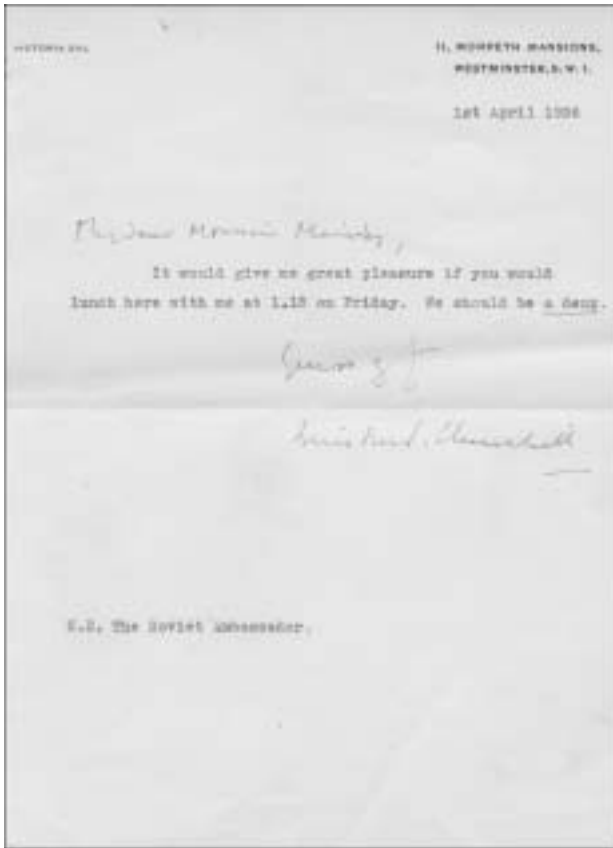 11, MORPETH MANSIONS,
WESTMINSTER, S.W.1.
1st April 1936
My dear Monsieur Maisky,
It would give me great pleasure if you would
lunch here with me at 1.15 on Friday. We should be
Winston S. Churchill
H.E. The Soviet Ambassador.